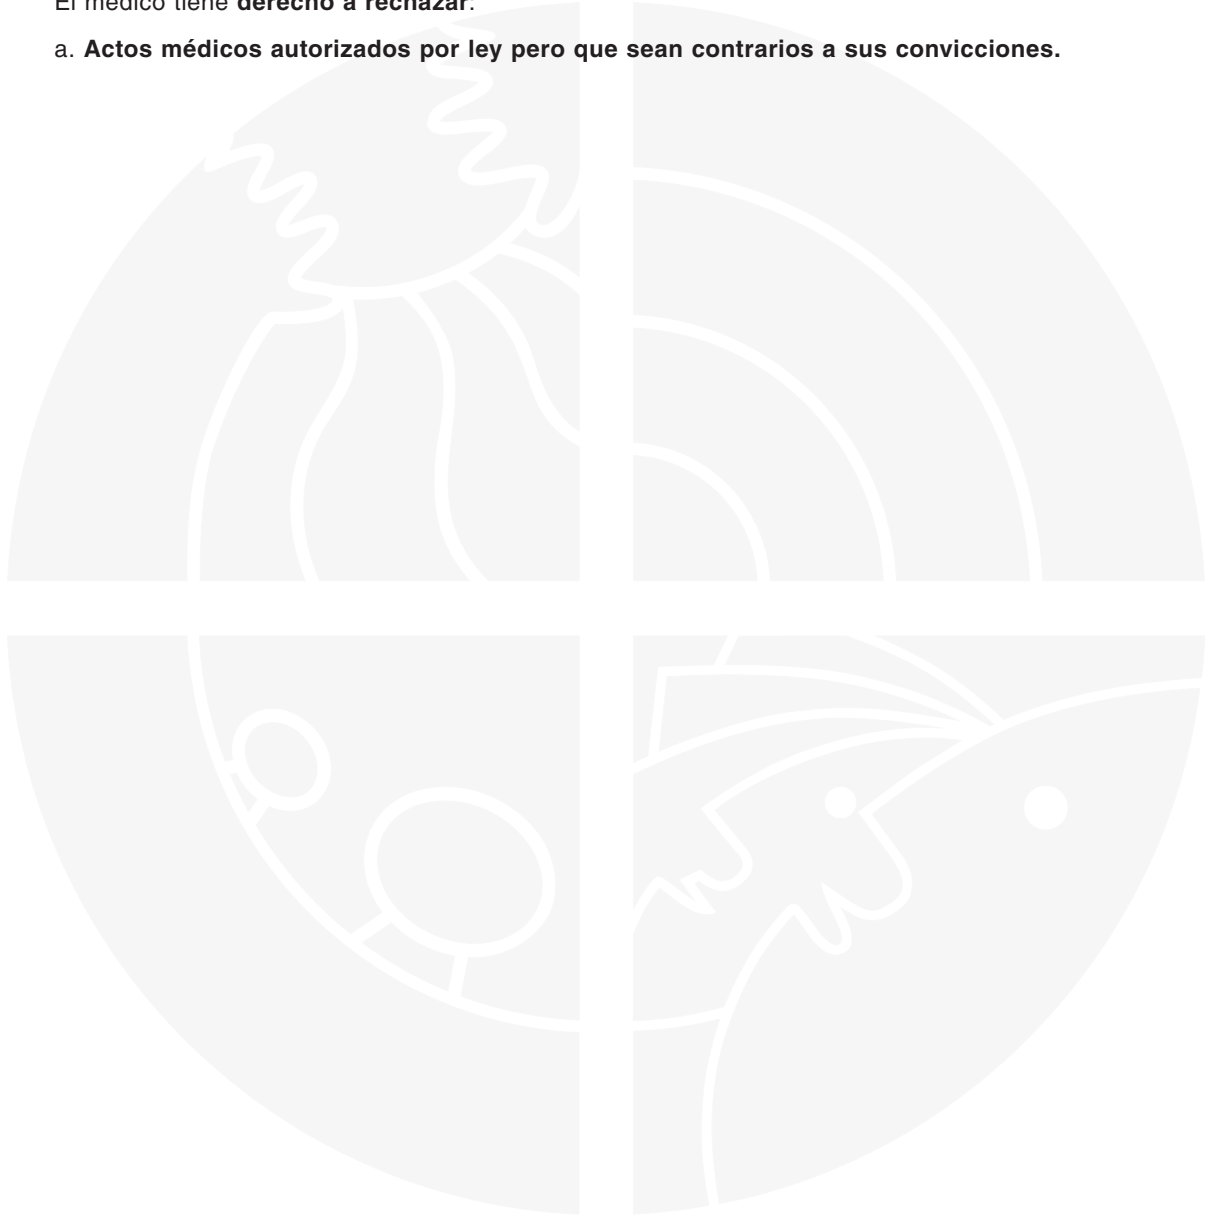 El médico tiene derecho a rechazar:
a. Actos médicos autorizados por ley pero que sean contrarios a sus convicciones.